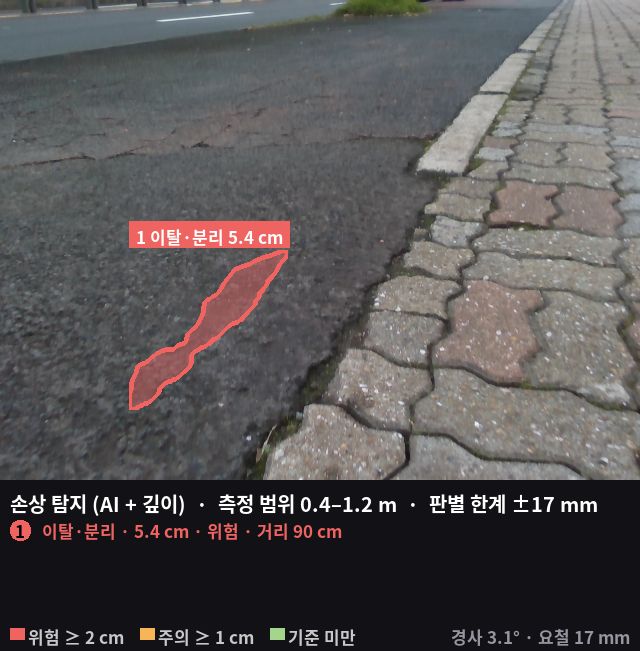 1 이탈·분리 5.4 cm
손상 탐지 (AI + 깊이) · 측정 범위 0.4–1.2 m · 판별 한계 ±17 mm
1 이탈·분리 · 5.4 cm · 위험 · 거리 90 cm
위험 ≥ 2 cm 주의 ≥ 1 cm 기준 미만 경사 3.1° · 요철 17 mm